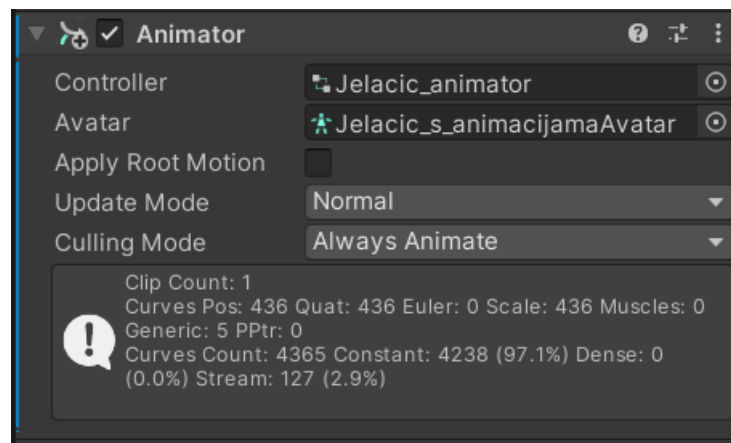 Animator
Controller Jelacic_animator
Avatar Jelacic_s_animacijamaAvatar
Apply Root Motion
Update Mode Normal
Culling Mode Always Animate
Clip Count: 1
Curves Pos: 436 Quat: 436 Euler: 0 Scale: 436 Muscles: 0
Generic: 5 PPtr: 0
Curves Count: 4365 Constant: 4238 (97.1%) Dense: 0
(0.0%) Stream: 127 (2.9%)